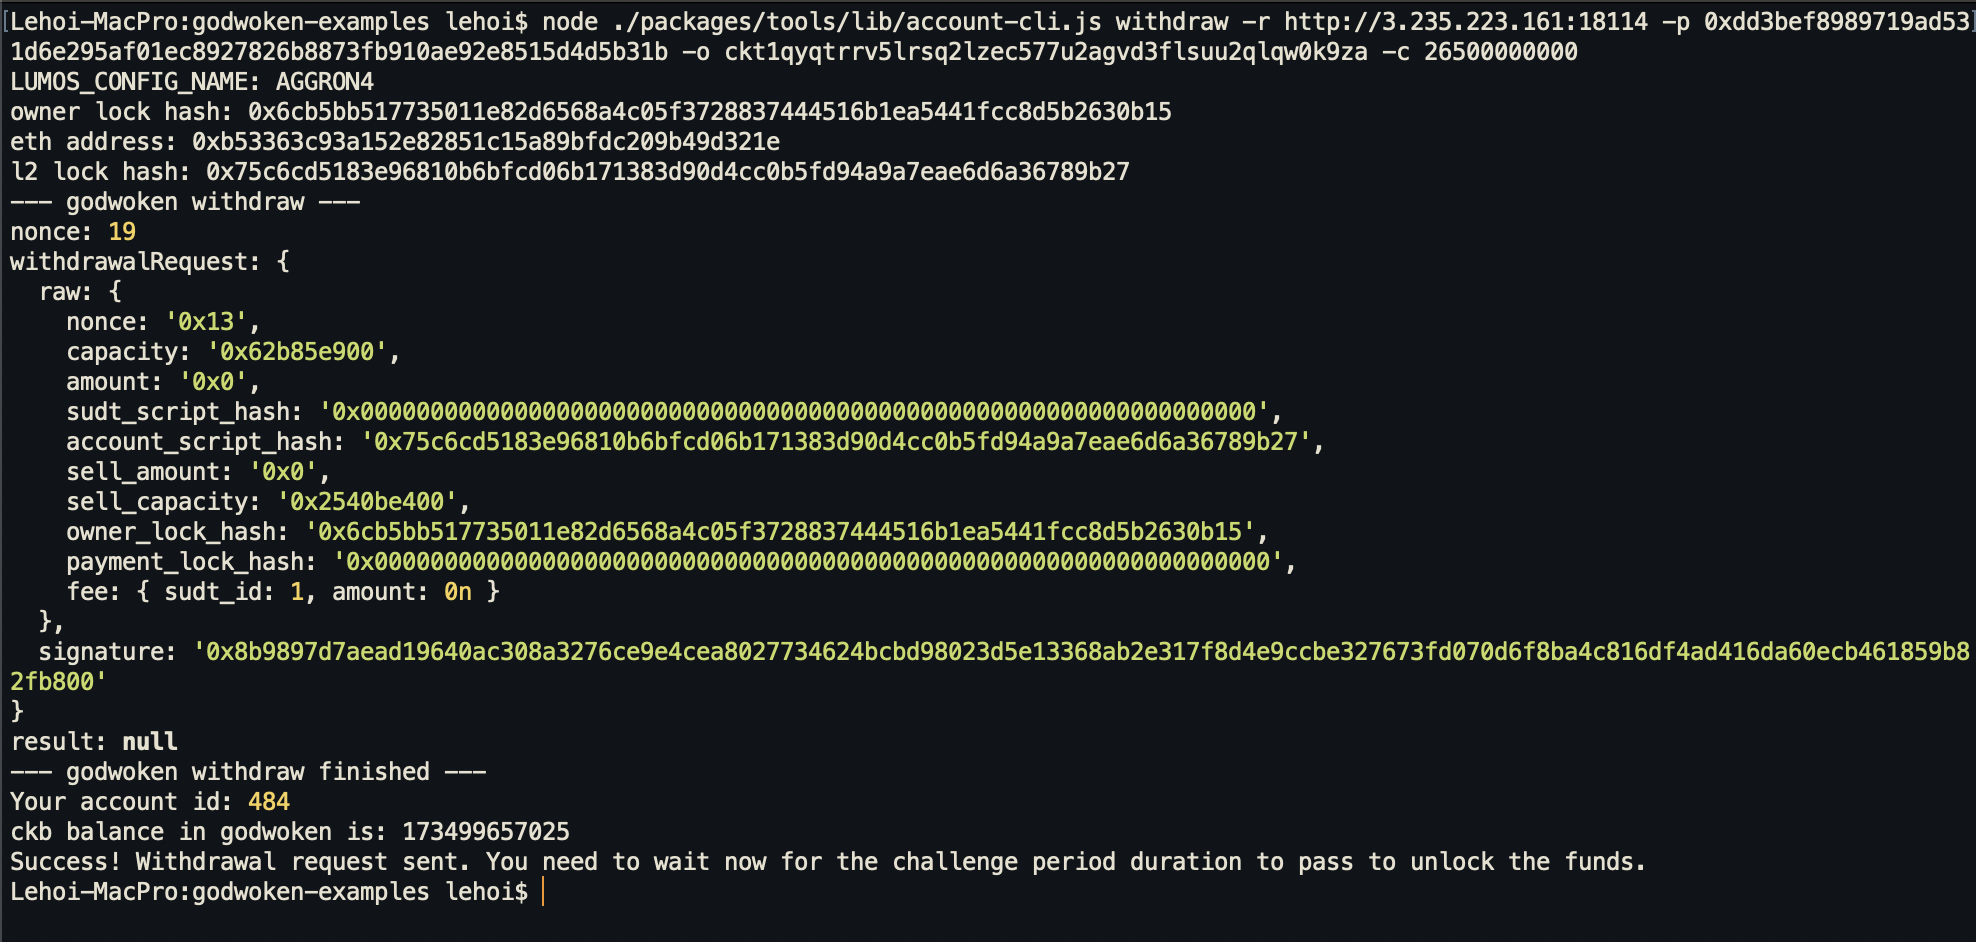 [Lehoi-MacPro:godwoken-examples lehoi$ node ./packages/tools/lib/account-cli.js withdraw -r http://3.235.223.161:18114 -p 0xdd3bef8989719ad53]
1d6e295af01ec8927826b8873fb910ae92e8515d4d5b31b -o ckt1qyqtrrv5lrsq2lzec577u2agvd3flsuu2qlqw0k9za -c 26500000000
LUMOS_CONFIG_NAME: AGGRON4
owner lock hash: 0x6cb5bb517735011e82d6568a4c05f3728837444516b1ea5441fcc8d5b2630b15
eth address: 0xb53363c93a152e82851c15a89bfdc209b49d321e
l2 lock hash: 0x75c6cd5183e96810b6bfcd06b171383d90d4cc0b5fd94a9a7eae6d6a36789b27
--- godwoken withdraw ---
nonce: 19
withdrawalRequest: {
  raw: {
    nonce: '0x13',
    capacity: '0x62b85e900',
    amount: '0x0',
    sudt_script_hash: '0x0000000000000000000000000000000000000000000000000000000000000000',
    account_script_hash: '0x75c6cd5183e96810b6bfcd06b171383d90d4cc0b5fd94a9a7eae6d6a36789b27',
    sell_amount: '0x0',
    sell_capacity: '0x2540be400',
    owner_lock_hash: '0x6cb5bb517735011e82d6568a4c05f3728837444516b1ea5441fcc8d5b2630b15',
    payment_lock_hash: '0x0000000000000000000000000000000000000000000000000000000000000000',
    fee: { sudt_id: 1, amount: 0n }
  },
  signature: '0x8b9897d7aead19640ac308a3276ce9e4cea8027734624bcbd98023d5e13368ab2e317f8d4e9ccbe327673fd070d6f8ba4c816df4ad416da60ecb461859b8
2fb800'
}
result: null
--- godwoken withdraw finished ---
Your account id: 484
ckb balance in godwoken is: 173499657025
Success! Withdrawal request sent. You need to wait now for the challenge period duration to pass to unlock the funds.
Lehoi-MacPro:godwoken-examples lehoi$